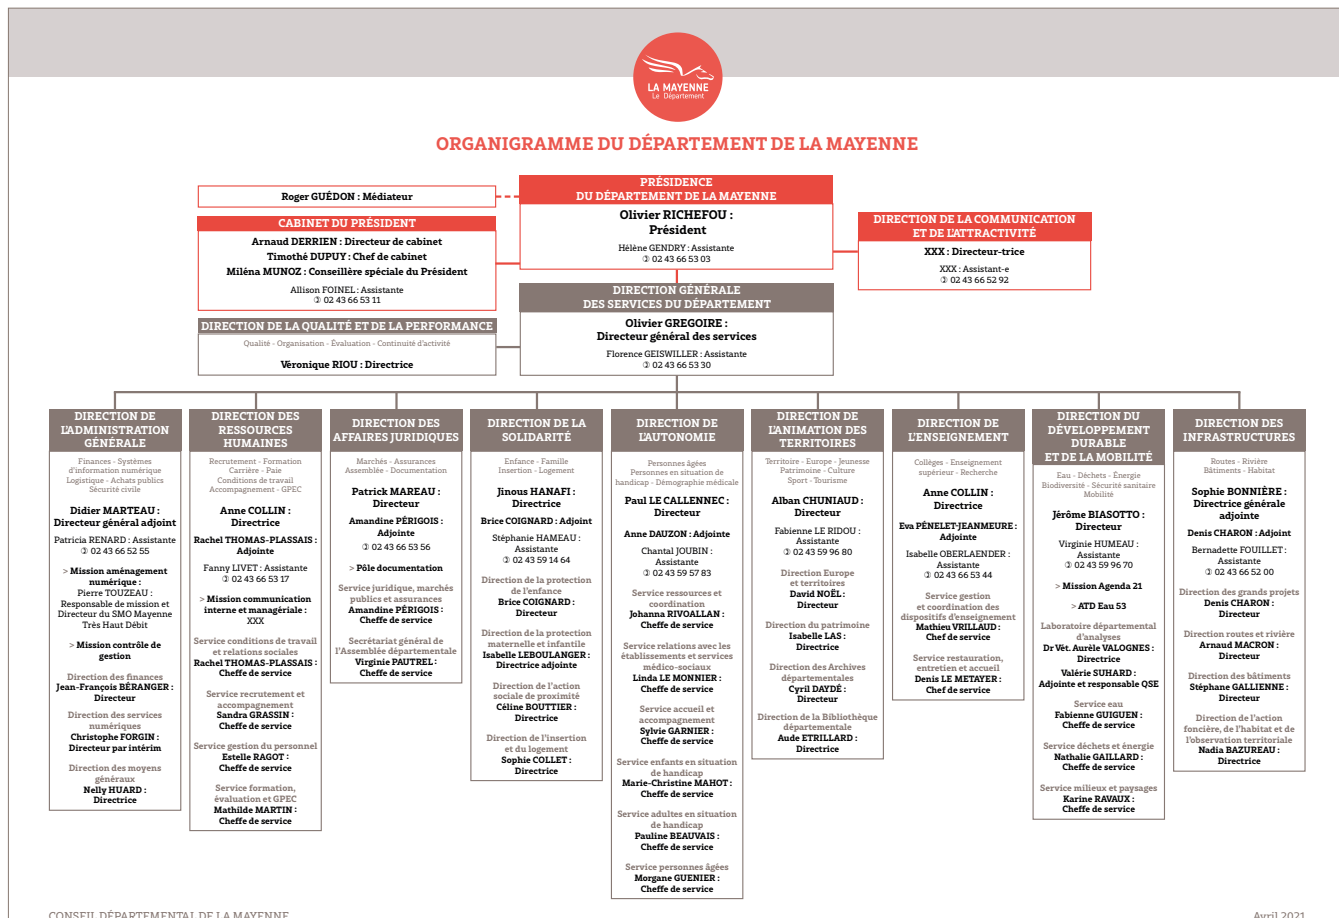 LA MAYENNE
Le Département
ORGANIGRAMME DU DÉPARTEMENT DE LA MAYENNE
Roger GUÉDON : Médiateur
PRÉSIDENCE
DU DÉPARTEMENT DE LA MAYENNE
Olivier RICHEFOU :
Président
Hélène GENDRY : Assistante
✆ 02 43 66 53 03
CABINET DU PRÉSIDENT
Arnaud DERRIEN : Directeur de cabinet
Timothé DUPUY : Chef de cabinet
Miléna MUNOZ : Conseillère spéciale du Président
Allison FOINEL : Assistante
✆ 02 43 66 53 11
DIRECTION DE LA COMMUNICATION
ET DE L'ATTRACTIVITÉ
XXX : Directeur-trice
XXX : Assistant-e
✆ 02 43 66 52 92
DIRECTION GÉNÉRALE
DES SERVICES DU DÉPARTEMENT
Olivier GREGOIRE :
Directeur général des services
Florence GEISWILLER : Assistante
✆ 02 43 66 53 30
DIRECTION DE LA QUALITÉ ET DE LA PERFORMANCE
Qualité - Organisation - Évaluation - Continuité d'activité
Véronique RIOU : Directrice
DIRECTION DE
L'ADMINISTRATION
GÉNÉRALE
Finances - Systèmes
d'information numérique
Logistique - Achats publics
Sécurité civile
Didier MARTEAU :
Directeur général adjoint
Patricia RENARD : Assistante
✆ 02 43 66 52 55
> Mission aménagement
numérique :
Pierre TOUZEAU :
Responsable de mission et
Directeur du SMO Mayenne
Très Haut Débit
> Mission contrôle de
gestion
Direction des finances
Jean-François BÉRANGER :
Directeur
Direction des services
numériques
Christophe FORGIN :
Directeur par intérim
Direction des moyens
généraux
Nelly HUARD :
Directrice
DIRECTION DES
RESSOURCES
HUMAINES
Recrutement - Formation
Carrière - Paie
Conditions de travail
Accompagnement - GPEC
Anne COLLIN :
Directrice
Rachel THOMAS-PLASSAIS :
Adjointe
Fanny LIVET : Assistante
✆ 02 43 66 53 17
> Mission communication
interne et managériale :
XXX
Service conditions de travail
et relations sociales
Rachel THOMAS-PLASSAIS :
Cheffe de service
Service recrutement et
accompagnement
Sandra GRASSIN :
Cheffe de service
Service gestion du personnel
Estelle RAGOT :
Cheffe de service
Service formation,
évaluation et GPEC
Mathilde MARTIN :
Cheffe de service
DIRECTION DES
AFFAIRES JURIDIQUES
Marchés - Assurances
Assemblée - Documentation
Patrick MAREAU :
Directeur
Amandine PÉRIGOIS :
Adjointe
✆ 02 43 66 53 56
> Pôle documentation
Service juridique, marchés
publics et assurances
Amandine PÉRIGOIS :
Cheffe de service
Secrétariat général de
l'Assemblée départementale
Virginie PAUTREL :
Cheffe de service
DIRECTION DE LA
SOLIDARITÉ
Enfance - Famille
Insertion - Logement
Jinous HANAFI :
Directrice
Brice COIGNARD : Adjoint
Stéphanie HAMEAU :
Assistante
✆ 02 43 59 14 64
Direction de la protection
de l'enfance
Brice COIGNARD :
Directeur
Direction de la protection
maternelle et infantile
Isabelle LEBOULANGER :
Directrice adjointe
Direction de l'action
sociale de proximité
Céline BOUTTIER :
Directrice
Direction de l'insertion
et du logement
Sophie COLLET :
Directrice
DIRECTION DE
L'AUTONOMIE
Personnes âgées
Personnes en situation de
handicap - Démographie médicale
Paul LE CALLENNEC :
Directeur
Anne DAUZON : Adjointe
Chantal JOUBIN :
Assistante
✆ 02 43 59 57 83
Service ressources et
coordination
Johanna RIVOALLAN :
Cheffe de service
Service relations avec les
établissements et services
médico-sociaux
Linda LE MONNIER :
Cheffe de service
Service accueil et
accompagnement
Sylvie GARNIER :
Cheffe de service
Service enfants en situation
de handicap
Marie-Christine MAHOT :
Cheffe de service
Service adultes en situation
de handicap
Pauline BEAUVAIS :
Cheffe de service
Service personnes âgées
Morgane GUENIER :
Cheffe de service
DIRECTION DE
L'ANIMATION DES
TERRITOIRES
Territoire - Europe - Jeunesse
Patrimoine - Culture
Sport - Tourisme
Alban CHUNIAUD :
Directeur
Fabienne LE RIDOU :
Assistante
✆ 02 43 59 96 80
Direction Europe
et territoires
David NOËL :
Directeur
Direction du patrimoine
Isabelle LAS :
Directrice
Direction des Archives
départementales
Cyril DAYDÉ :
Directeur
Direction de la Bibliothèque
départementale
Aude ETRILLARD :
Directrice
DIRECTION DE
L'ENSEIGNEMENT
Collèges - Enseignement
supérieur - Recherche
Anne COLLIN :
Directrice
Eva PÉNELET-JEANMEURE :
Adjointe
Isabelle OBERLAENDER :
Assistante
✆ 02 43 66 53 44
Service gestion
et coordination des
dispositifs d'enseignement
Mathieu VRILLAUD :
Chef de service
Service restauration,
entretien et accueil
Denis LE METAYER :
Chef de service
DIRECTION DU
DÉVELOPPEMENT
DURABLE
ET DE LA MOBILITÉ
Eau - Déchets - Énergie
Biodiversité - Sécurité sanitaire
Mobilité
Jérôme BIASOTTO :
Directeur
Virginie HUMEAU :
Assistante
✆ 02 43 59 96 70
> Mission Agenda 21
> ATD Eau 53
Laboratoire départemental
d'analyses
Dr Vét. Aurèle VALOGNES :
Directrice
Valérie SUHARD :
Adjointe et responsable QSE
Service eau
Fabienne GUIGUEN :
Cheffe de service
Service déchets et énergie
Nathalie GAILLARD :
Cheffe de service
Service milieux et paysages
Karine RAVAUX :
Cheffe de service
DIRECTION DES
INFRASTRUCTURES
Routes - Rivière
Bâtiments - Habitat
Sophie BONNIÈRE :
Directrice générale
adjointe
Denis CHARON : Adjoint
Bernadette FOUILLET :
Assistante
✆ 02 43 66 52 00
Direction des grands projets
Denis CHARON :
Directeur
Direction routes et rivière
Arnaud MACRON :
Directeur
Direction des bâtiments
Stéphane GALLIENNE :
Directeur
Direction de l'action
foncière, de l'habitat et de
l'observation territoriale
Nadia BAZUREAU :
Directrice
CONSEIL DÉPARTEMENTAL DE LA MAYENNE
Avril 2021